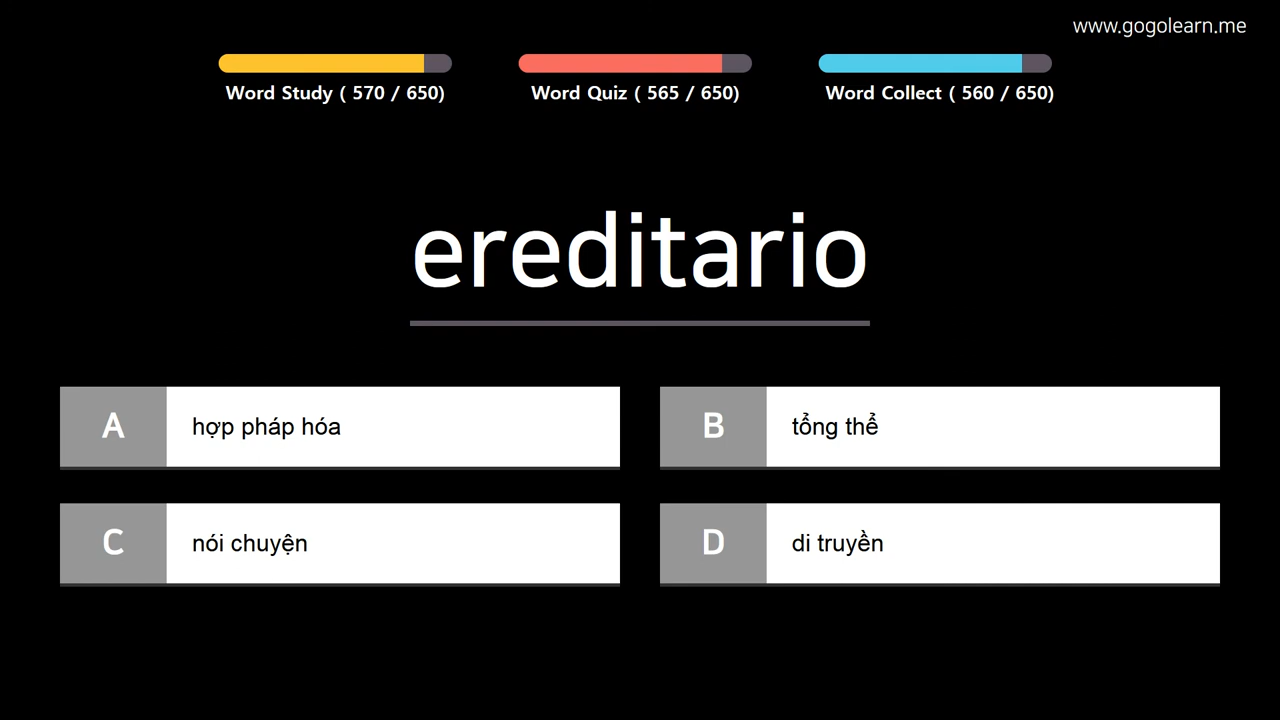 www.gogolearn.me
Word Study ( 570 / 650)
Word Quiz ( 565 / 650)
Word Collect ( 560 / 650)
ereditario
A hợp pháp hóa
B tổng thể
C nói chuyện
D di truyền